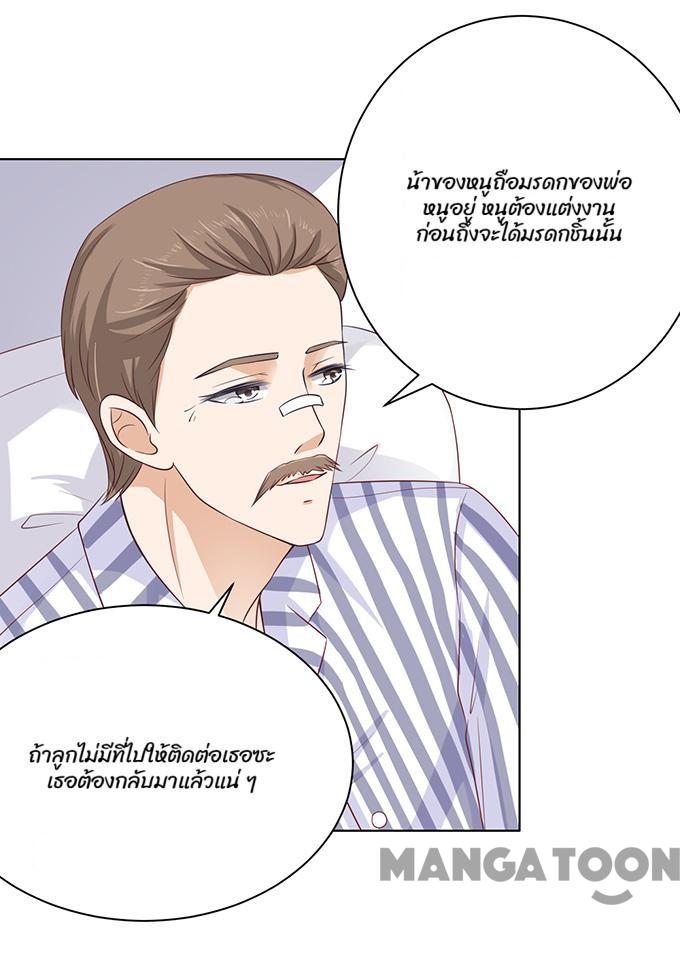 น้าของหนูถือมรดกของพ่อ
หนูอยู่ หนูต้องแต่งงาน
ก่อนถึงจะได้มรดกชิ้นนั้น
ถ้าลูกไม่มีที่ไปให้ติดต่อเธอซะ
เธอต้องกลับมาแล้วแน่ ๆ
MANGATOON